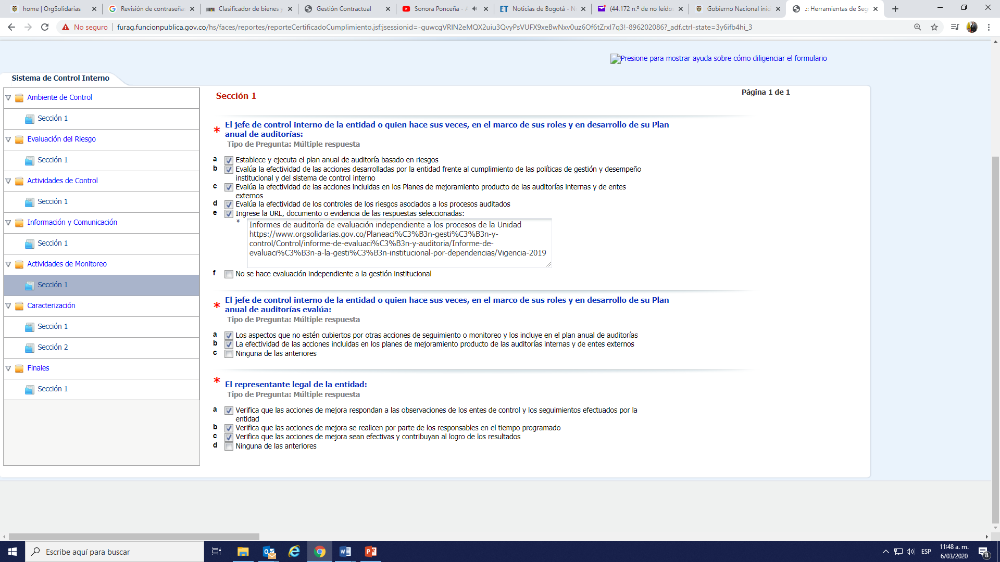 home | OrgSolidarias
Revisión de contraseña
Clasificador de bienes y
Gestión Contractual
Sonora Ponceña - A
ET Noticias de Bogotá - N
(44.172 n.º de no leído
Gobierno Nacional inic
.:: Herramientas de Seg
No seguro
furag.funcionpublica.gov.co/hs/faces/reportes/reporteCertificadoCumplimiento.jsf;jsessionid=-guwcgVRlN2eMQX2uiu3QvyPsVUFX9xeBwNxv0uz6Of6tZrxI7q3!-896202086?_adf.ctrl-state=3y6ifb4hi_3
Presione para mostrar ayuda sobre cómo diligenciar el formulario
Sistema de Control Interno
Ambiente de Control
Sección 1
Evaluación del Riesgo
Sección 1
Actividades de Control
Sección 1
Información y Comunicación
Sección 1
Actividades de Monitoreo
Sección 1
Caracterización
Sección 1
Sección 2
Finales
Sección 1
Sección 1
Página 1 de 1
* El jefe de control interno de la entidad o quien hace sus veces, en el marco de sus roles y en desarrollo de su Plan
anual de auditorías:
Tipo de Pregunta: Múltiple respuesta
a Establece y ejecuta el plan anual de auditoría basado en riesgos
b Evalúa la efectividad de las acciones desarrolladas por la entidad frente al cumplimiento de las políticas de gestión y desempeño
institucional y del sistema de control interno
c Evalúa la efectividad de las acciones incluidas en los Planes de mejoramiento producto de las auditorías internas y de entes
externos
d Evalúa la efectividad de los controles de los riesgos asociados a los procesos auditados
e Ingrese la URL, documento o evidencia de las respuestas seleccionadas:
* Informes de auditoría de evaluación independiente a los procesos de la Unidad
https://www.orgsolidarias.gov.co/Planeaci%C3%B3n-gesti%C3%B3n-y-
control/Control/informe-de-evaluaci%C3%B3n-y-auditoria/Informe-de-
evaluaci%C3%B3n-a-la-gesti%C3%B3n-institucional-por-dependencias/Vigencia-2019
f No se hace evaluación independiente a la gestión institucional
* El jefe de control interno de la entidad o quien hace sus veces, en el marco de sus roles y en desarrollo de su Plan
anual de auditorías evalúa:
Tipo de Pregunta: Múltiple respuesta
a Los aspectos que no estén cubiertos por otras acciones de seguimiento o monitoreo y los incluye en el plan anual de auditorías
b La efectividad de las acciones incluidas en los planes de mejoramiento producto de las auditorías internas y de entes externos
c Ninguna de las anteriores
* El representante legal de la entidad:
Tipo de Pregunta: Múltiple respuesta
a Verifica que las acciones de mejora respondan a las observaciones de los entes de control y los seguimientos efectuados por la
entidad
b Verifica que las acciones de mejora se realicen por parte de los responsables en el tiempo programado
c Verifica que las acciones de mejora sean efectivas y contribuyan al logro de los resultados
d Ninguna de las anteriores
Escribe aquí para buscar
ESP
11:48 a. m.
6/03/2020
8